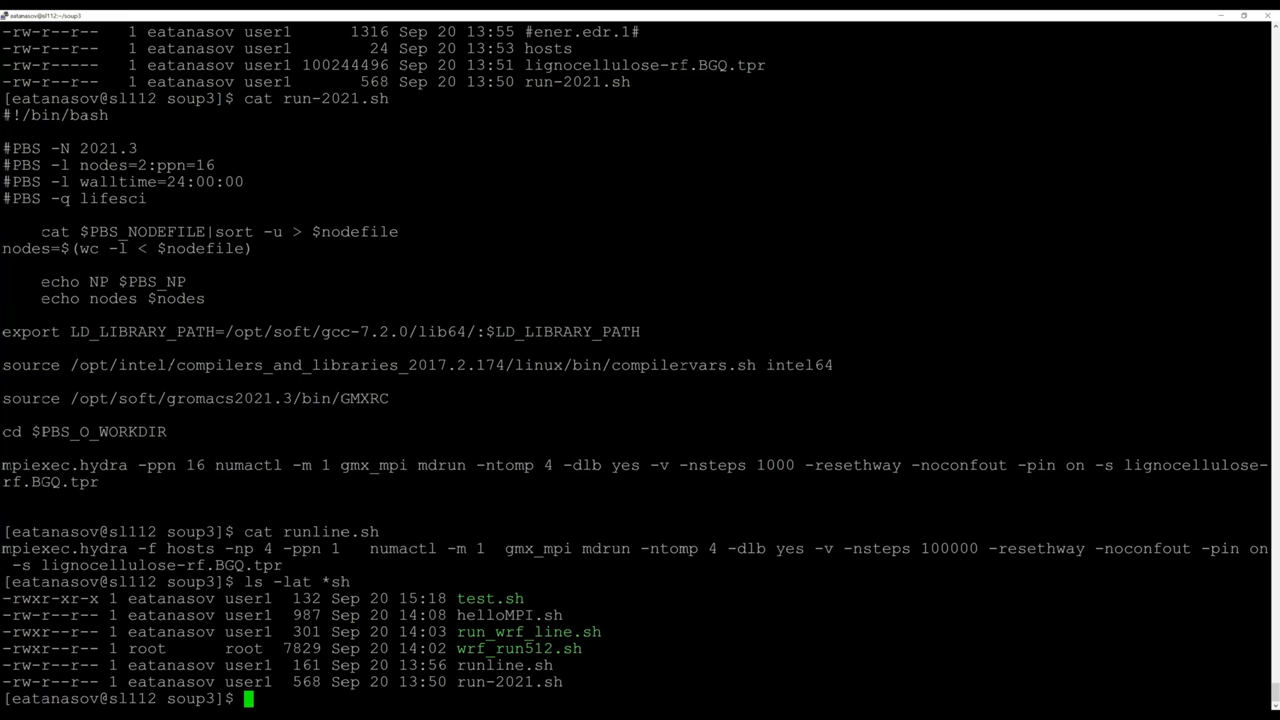 eatanasov@sl112:~/soup3
-rw-r--r-- 1 eatanasov user1 1316 Sep 20 13:55 #ener.edr.1#
-rw-r--r-- 1 eatanasov user1 24 Sep 20 13:53 hosts
-rw-r----- 1 eatanasov user1 100244496 Sep 20 13:51 lignocellulose-rf.BGQ.tpr
-rw-r--r-- 1 eatanasov user1 568 Sep 20 13:50 run-2021.sh
[eatanasov@sl112 soup3]$ cat run-2021.sh
#!/bin/bash
#PBS -N 2021.3
#PBS -l nodes=2:ppn=16
#PBS -l walltime=24:00:00
#PBS -q lifesci
cat $PBS_NODEFILE|sort -u > $nodefile
nodes=$(wc -l < $nodefile)
echo NP $PBS_NP
echo nodes $nodes
export LD_LIBRARY_PATH=/opt/soft/gcc-7.2.0/lib64/:$LD_LIBRARY_PATH
source /opt/intel/compilers_and_libraries_2017.2.174/linux/bin/compilervars.sh intel64
source /opt/soft/gromacs2021.3/bin/GMXRC
cd $PBS_O_WORKDIR
mpiexec.hydra -ppn 16 numactl -m 1 gmx_mpi mdrun -ntomp 4 -dlb yes -v -nsteps 1000 -resethway -noconfout -pin on -s lignocellulose-
rf.BGQ.tpr
[eatanasov@sl112 soup3]$ cat runline.sh
mpiexec.hydra -f hosts -np 4 -ppn 1 numactl -m 1 gmx_mpi mdrun -ntomp 4 -dlb yes -v -nsteps 100000 -resethway -noconfout -pin on
-s lignocellulose-rf.BGQ.tpr
[eatanasov@sl112 soup3]$ ls -lat *sh
-rwxr-xr-x 1 eatanasov user1 132 Sep 20 15:18 test.sh
-rw-r--r-- 1 eatanasov user1 987 Sep 20 14:08 helloMPI.sh
-rwxr--r-- 1 eatanasov user1 301 Sep 20 14:03 run_wrf_line.sh
-rwxr--r-- 1 root root 7829 Sep 20 14:02 wrf_run512.sh
-rw-r--r-- 1 eatanasov user1 161 Sep 20 13:56 runline.sh
-rw-r--r-- 1 eatanasov user1 568 Sep 20 13:50 run-2021.sh
[eatanasov@sl112 soup3]$